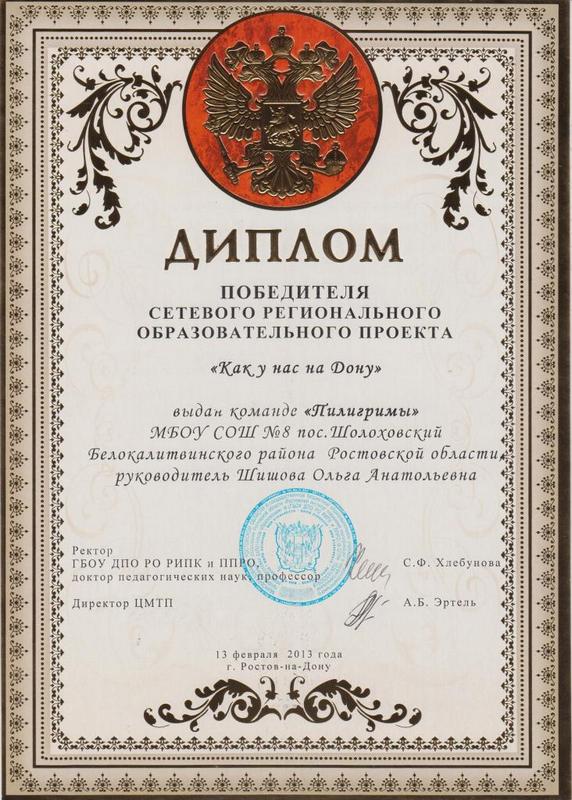 ДИПЛОМ
ПОБЕДИТЕЛЯ
СЕТЕВОГО РЕГИОНАЛЬНОГО
ОБРАЗОВАТЕЛЬНОГО ПРОЕКТА
«Как у нас на Дону»
выдан команде «Пилигримы»
МБОУ СОШ №8 пос.Шолоховский
Белокалитвинского района Ростовской области,
руководитель Шишова Ольга Анатольевна
Ректор
ГБОУ ДПО РО РИПК и ППРО,
доктор педагогических наук, профессор
С.Ф. Хлебунова
Директор ЦМТП
А.Б. Эртель
13 февраля 2013 года
г. Ростов-на-Дону